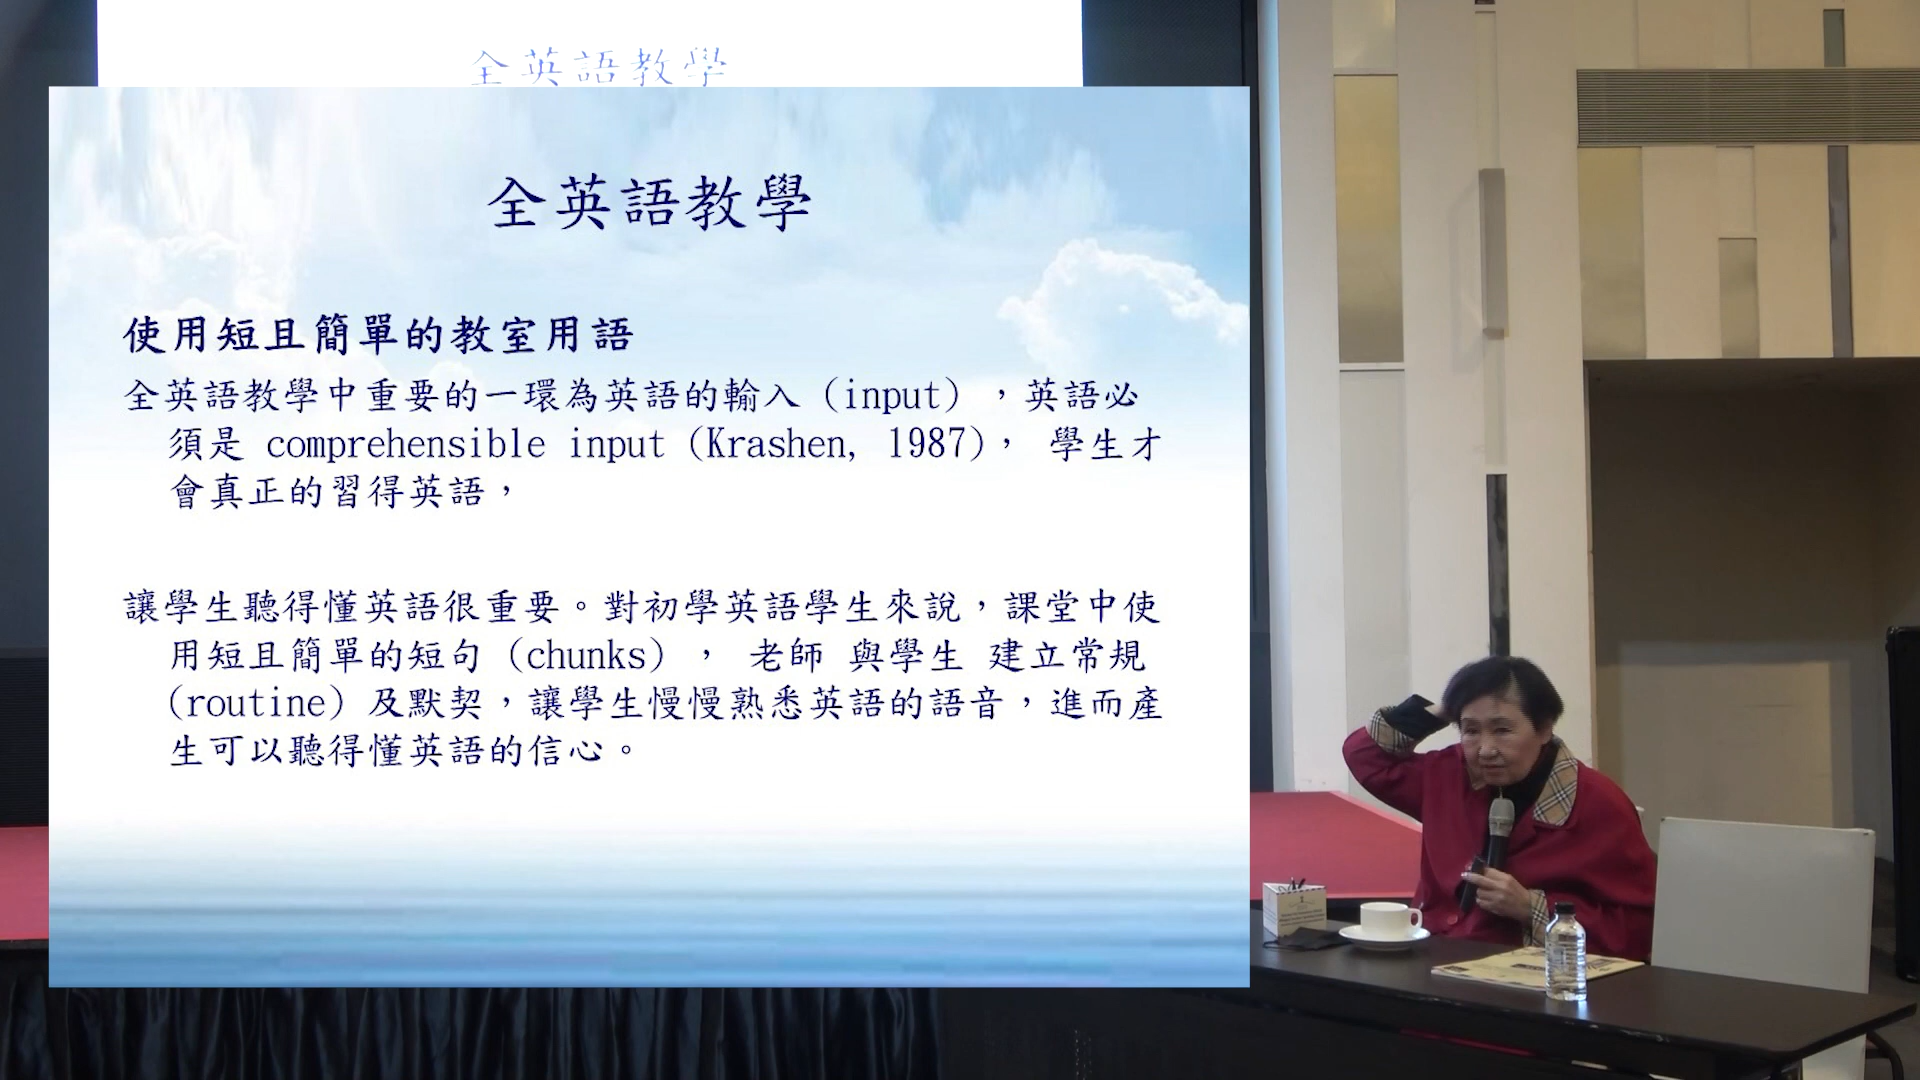 全英語教學
全英語教學
使用短且簡單的教室用語
全英語教學中重要的一環為英語的輸入 (input) ，英語必
須是 comprehensible input (Krashen, 1987)， 學生才
會真正的習得英語，
讓學生聽得懂英語很重要。對初學英語學生來說，課堂中使
用短且簡單的短句 (chunks) ， 老師 與學生 建立常規
(routine) 及默契，讓學生慢慢熟悉英語的語音，進而產
生可以聽得懂英語的信心。